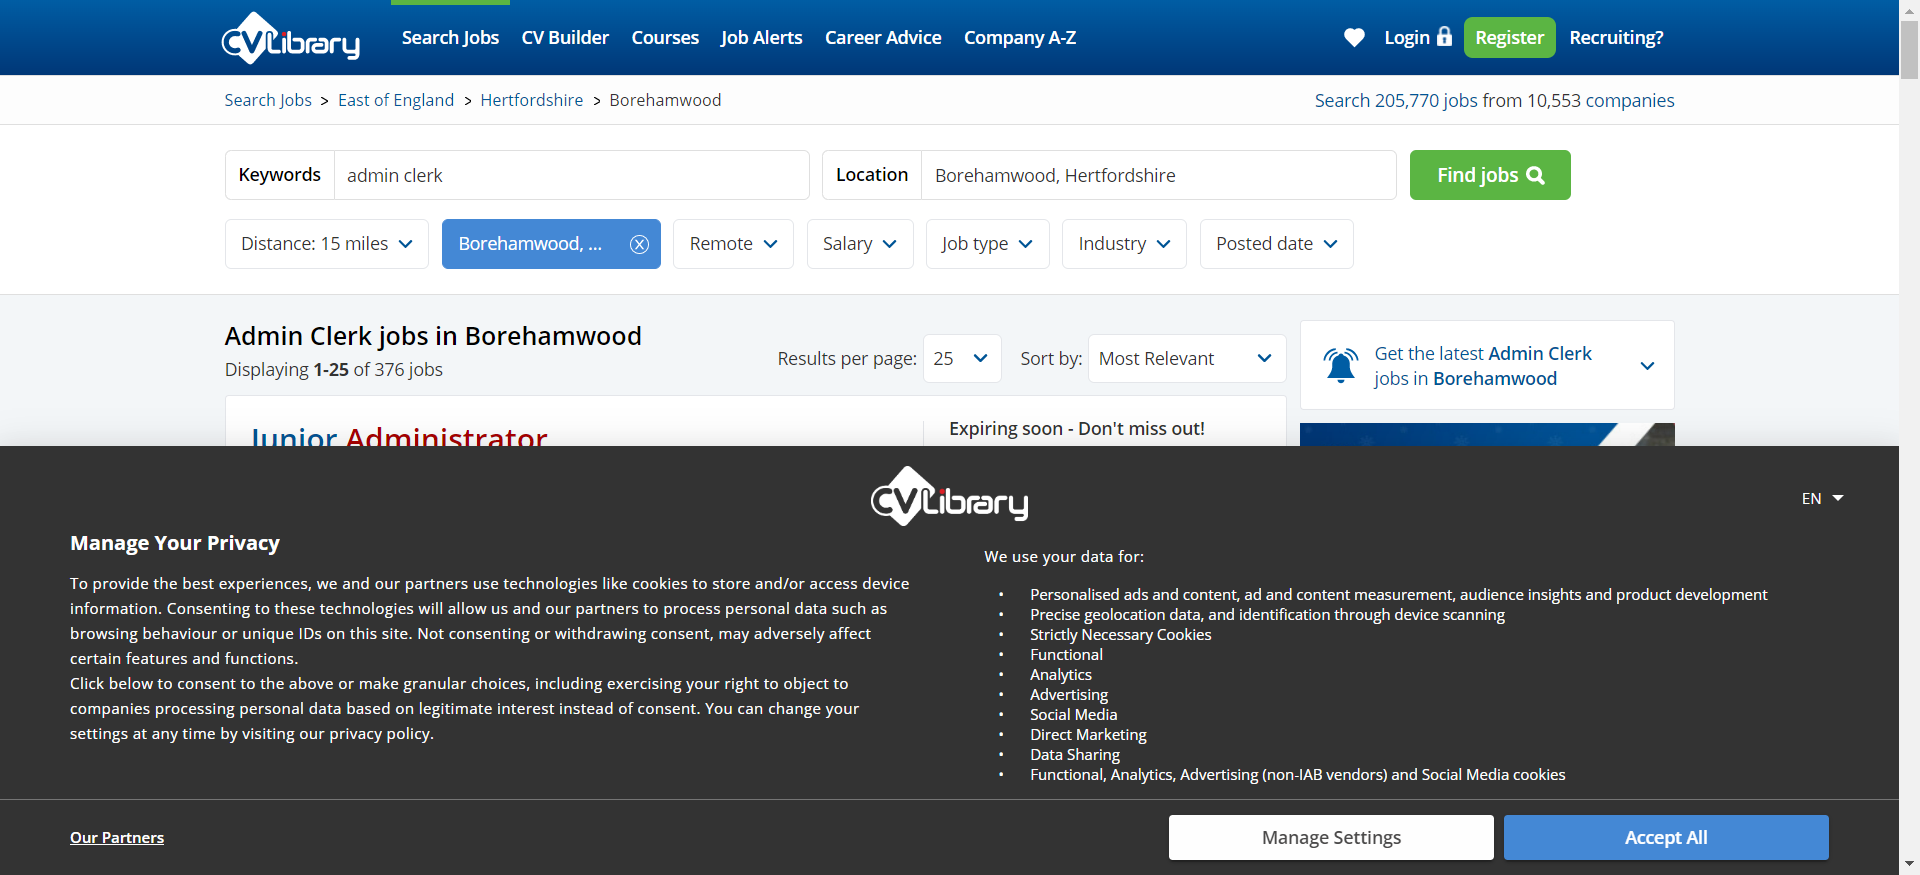 CVLibrary
Search Jobs CV Builder Courses Job Alerts Career Advice Company A-Z Login Register Recruiting?
Search Jobs > East of England > Hertfordshire > Borehamwood
Search 205,770 jobs from 10,553 companies
Keywords admin clerk Location Borehamwood, Hertfordshire Find jobs
Distance: 15 miles Borehamwood, ... Remote Salary Job type Industry Posted date
Admin Clerk jobs in Borehamwood
Displaying 1-25 of 376 jobs
Results per page: 25 Sort by: Most Relevant
Get the latest Admin Clerk
jobs in Borehamwood
Junior Administrator
Expiring soon - Don't miss out!
CVLibrary
EN
Manage Your Privacy
To provide the best experiences, we and our partners use technologies like cookies to store and/or access device
information. Consenting to these technologies will allow us and our partners to process personal data such as
browsing behaviour or unique IDs on this site. Not consenting or withdrawing consent, may adversely affect
certain features and functions.
Click below to consent to the above or make granular choices, including exercising your right to object to
companies processing personal data based on legitimate interest instead of consent. You can change your
settings at any time by visiting our privacy policy.
We use your data for:
• Personalised ads and content, ad and content measurement, audience insights and product development
• Precise geolocation data, and identification through device scanning
• Strictly Necessary Cookies
• Functional
• Analytics
• Advertising
• Social Media
• Direct Marketing
• Data Sharing
• Functional, Analytics, Advertising (non-IAB vendors) and Social Media cookies
Our Partners
Manage Settings
Accept All